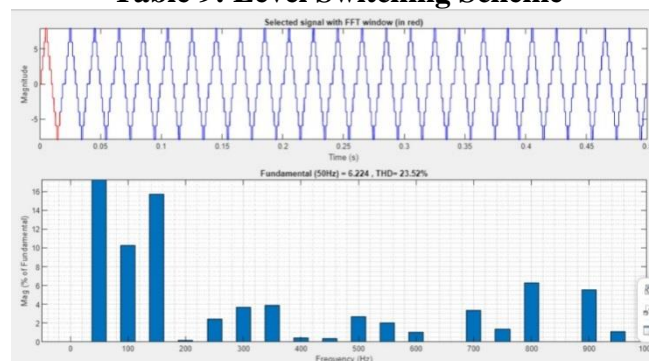 Table 9: Level Switching Scheme
Selected signal with FFT window (in red)
Magnitude
5
0
-5
0 0.05 0.1 0.15 0.2 0.25 0.3 0.35 0.4 0.45
Time (s)
Fundamental (50Hz) = 6.224 , THD= 23.52%
Mag (% of Fundamental)
16
14
12
10
8
6
4
2
0
0 100 200 300 400 500 600 700 800 900
Frequency (Hz)